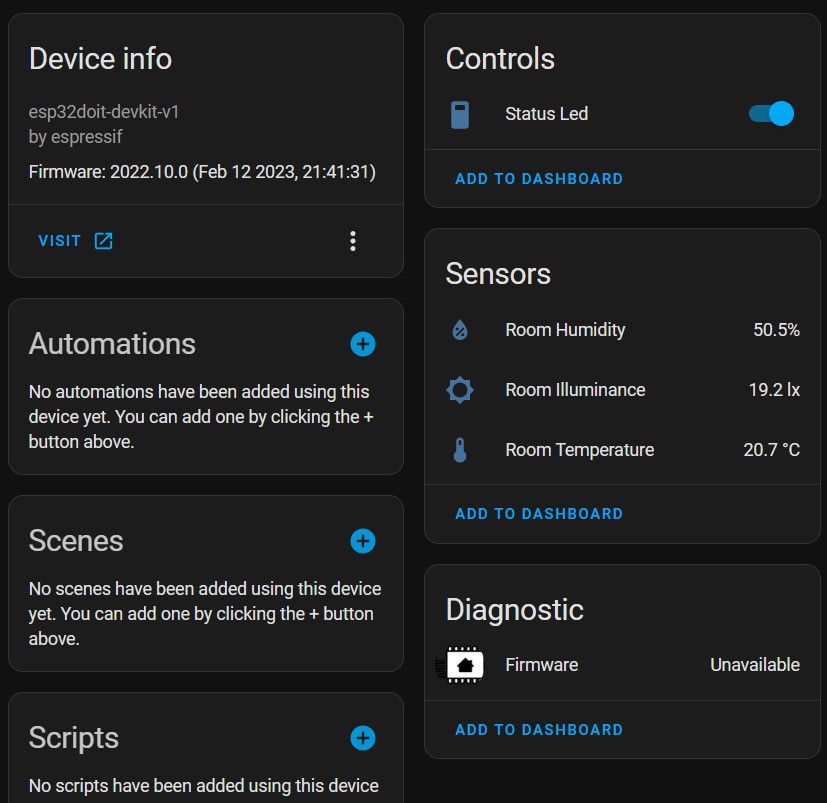 Device info
esp32doit-devkit-v1
by espressif
Firmware: 2022.10.0 (Feb 12 2023, 21:41:31)
VISIT
Automations
No automations have been added using this
device yet. You can add one by clicking the +
button above.
Scenes
No scenes have been added using this device
yet. You can add one by clicking the + button
above.
Scripts
No scripts have been added using this device
Controls
Status Led
ADD TO DASHBOARD
Sensors
Room Humidity 50.5%
Room Illuminance 19.2 lx
Room Temperature 20.7 °C
ADD TO DASHBOARD
Diagnostic
Firmware Unavailable
ADD TO DASHBOARD